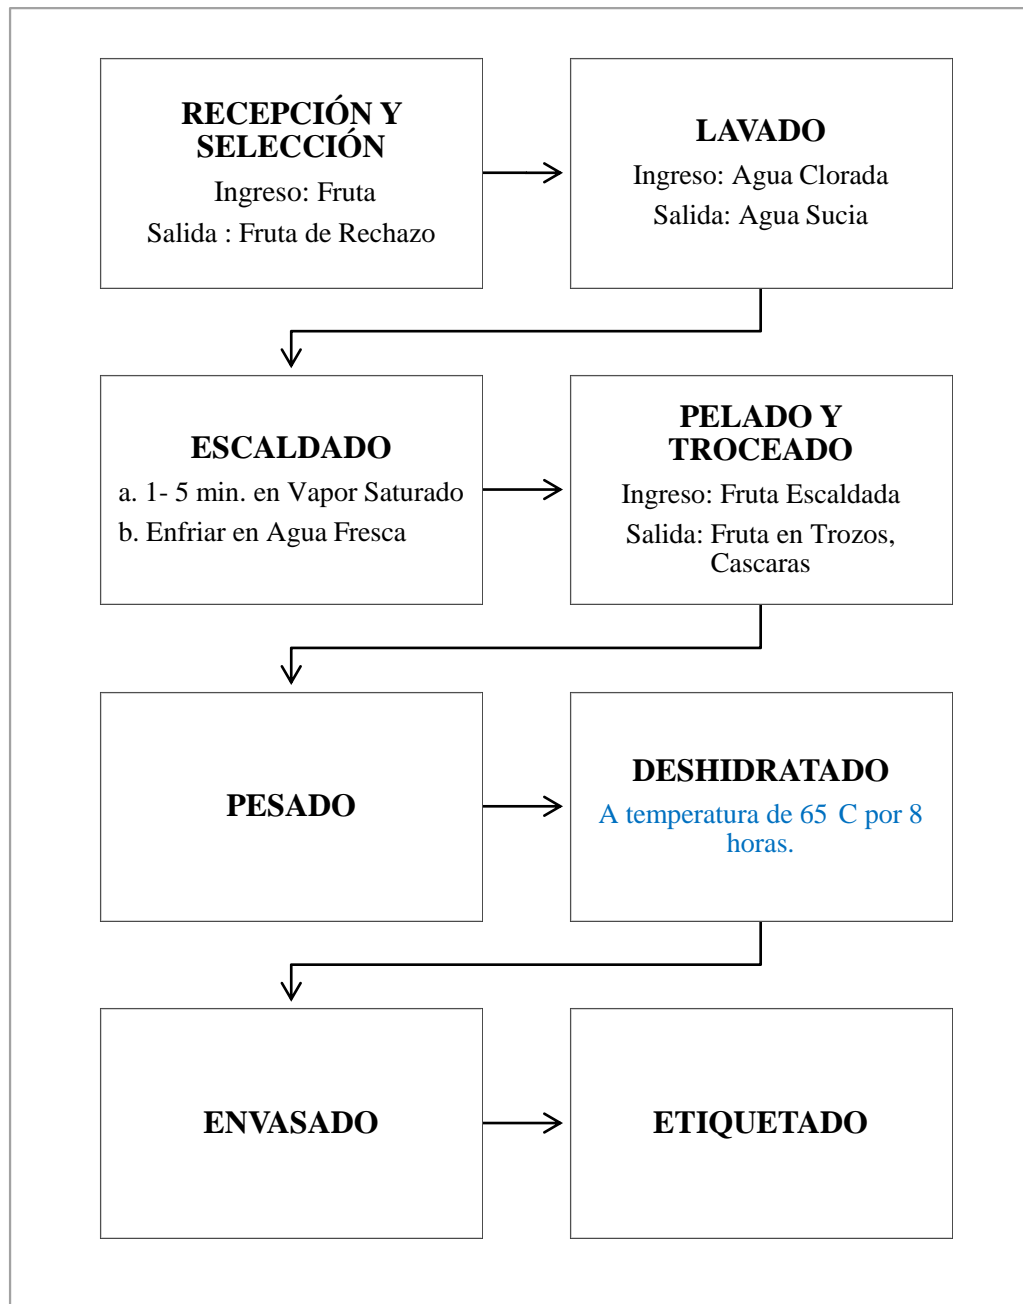 RECEPCIÓN Y
SELECCIÓN
Ingreso: Fruta
Salida : Fruta de Rechazo
LAVADO
Ingreso: Agua Clorada
Salida: Agua Sucia
ESCALDADO
a. 1- 5 min. en Vapor Saturado
b. Enfriar en Agua Fresca
PELADO Y
TROCEADO
Ingreso: Fruta Escaldada
Salida: Fruta en Trozos,
Cascaras
PESADO
DESHIDRATADO
A temperatura de 65 C por 8
horas.
ENVASADO
ETIQUETADO